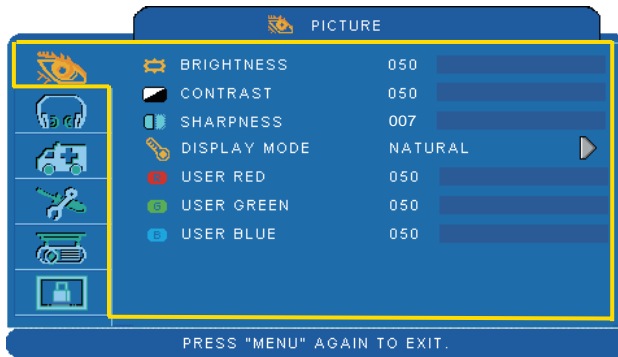 PICTURE
BRIGHTNESS 050
CONTRAST 050
SHARPNESS 007
DISPLAY MODE NATURAL
R USER RED 050
G USER GREEN 050
B USER BLUE 050
PRESS "MENU" AGAIN TO EXIT.